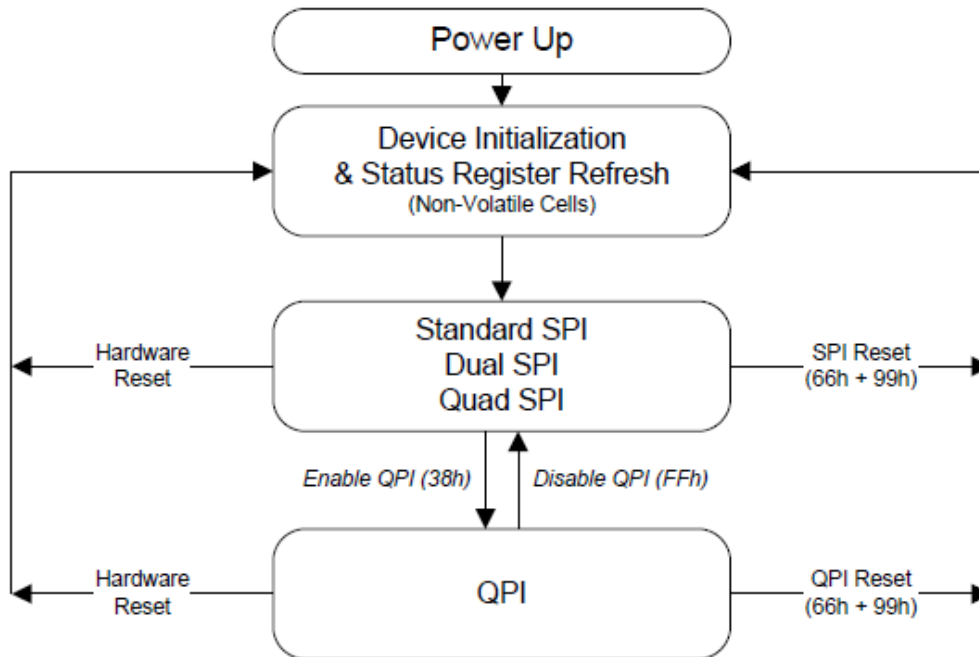 Power Up
Device Initialization
& Status Register Refresh
(Non-Volatile Cells)
Hardware
Reset
Standard SPI
Dual SPI
Quad SPI
SPI Reset
(66h + 99h)
Enable QPI (38h)
Disable QPI (FFh)
Hardware
Reset
QPI
QPI Reset
(66h + 99h)